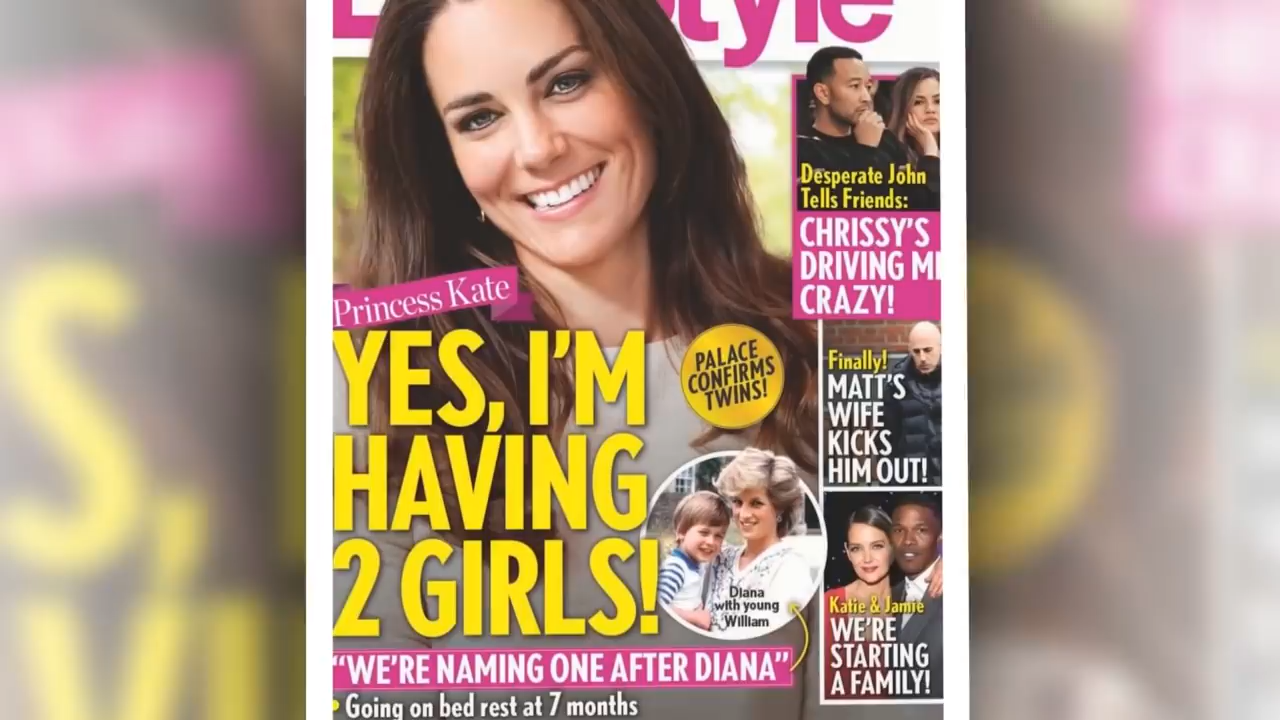 Style
Princess Kate
YES, I'M
HAVING
2 GIRLS!
PALACE
CONFIRMS
TWINS!
Diana
with young
William
"WE'RE NAMING ONE AFTER DIANA"
• Going on bed rest at 7 months
Desperate John
Tells Friends:
CHRISSY'S
DRIVING
CRAZY!
Finally!
MATT'S
WIFE
KICKS
HIM OUT!
Katie & Jamie
WE'RE
STARTING
A FAMILY!